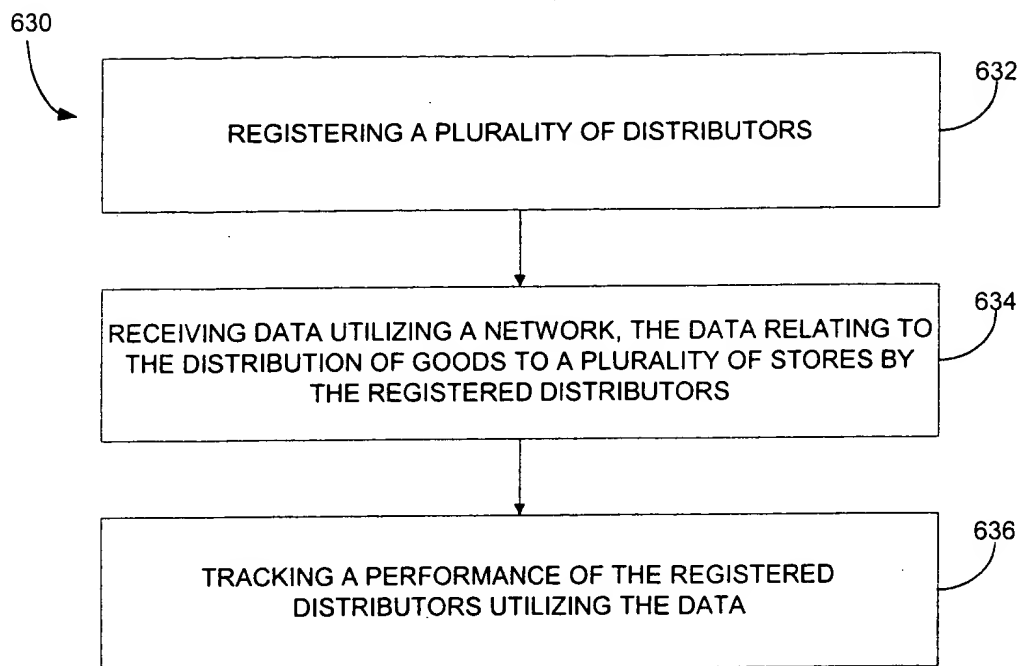 630
632
REGISTERING A PLURALITY OF DISTRIBUTORS
634
RECEIVING DATA UTILIZING A NETWORK, THE DATA RELATING TO
THE DISTRIBUTION OF GOODS TO A PLURALITY OF STORES BY
THE REGISTERED DISTRIBUTORS
636
TRACKING A PERFORMANCE OF THE REGISTERED
DISTRIBUTORS UTILIZING THE DATA